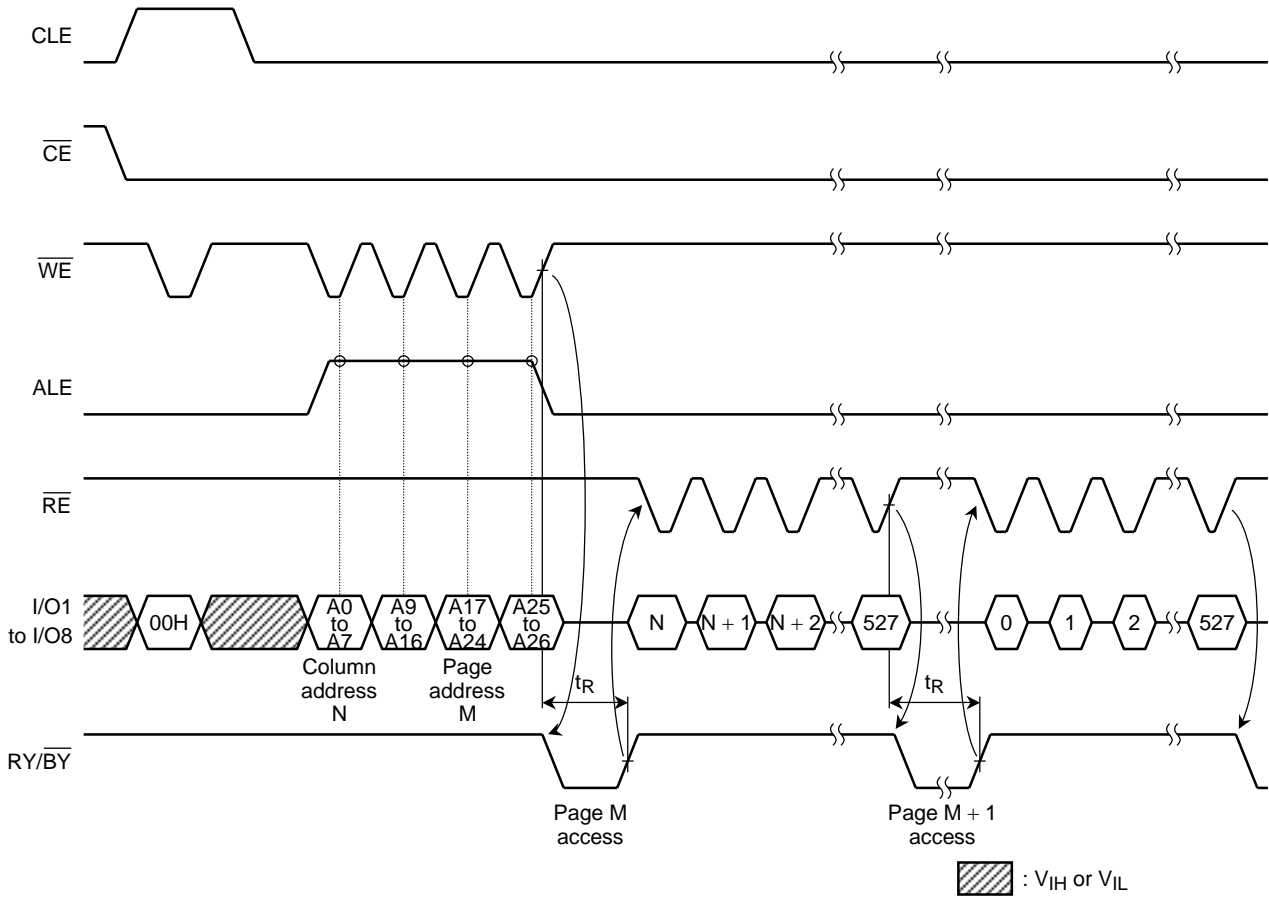 CLE
CE
WE
ALE
RE
I/O1
to I/O8
00H
A0
to
A7
A9
to
A16
A17
to
A24
A25
to
A26
N
N + 1
N + 2
527
0
1
2
527
Column
address
N
Page
address
M
tR
tR
RY/BY
Page M
access
Page M + 1
access
: VIH or VIL